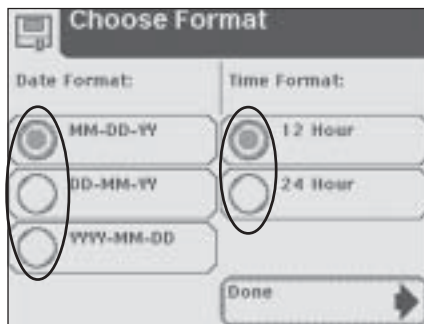 Choose Format
Date Format:
Time Format:
MM-DD-YY
12 Hour
DD-MM-YY
24 Hour
YYYY-MM-DD
Done